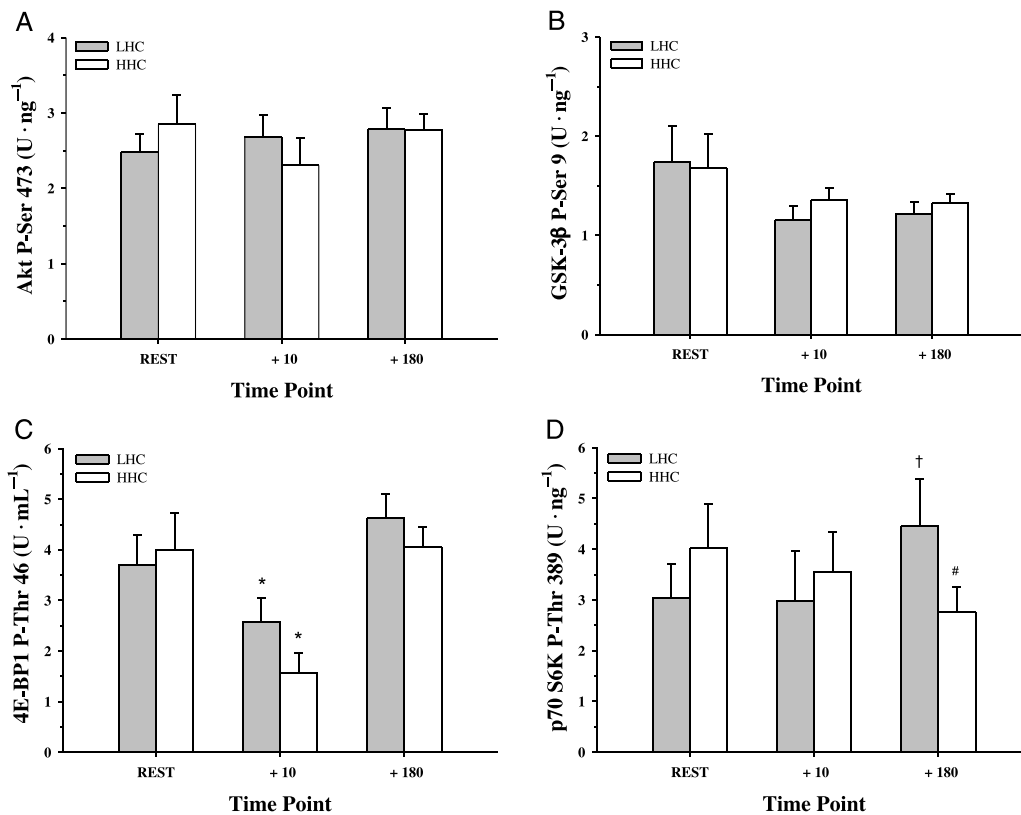 A
Akt P-Ser 473 (U · ng⁻¹)
LHC
HHC
4
3
2
1
0
REST
+ 10
+ 180
Time Point
B
GSK-3β P-Ser 9 (U · ng⁻¹)
LHC
HHC
3
2
1
0
REST
+ 10
+ 180
Time Point
C
4E-BP1 P-Thr 46 (U · mL⁻¹)
LHC
HHC
6
5
4
3
2
1
0
*
*
REST
+ 10
+ 180
Time Point
D
p70 S6K P-Thr 389 (U · ng⁻¹)
LHC
HHC
6
5
4
3
2
1
0
†
#
REST
+ 10
+ 180
Time Point